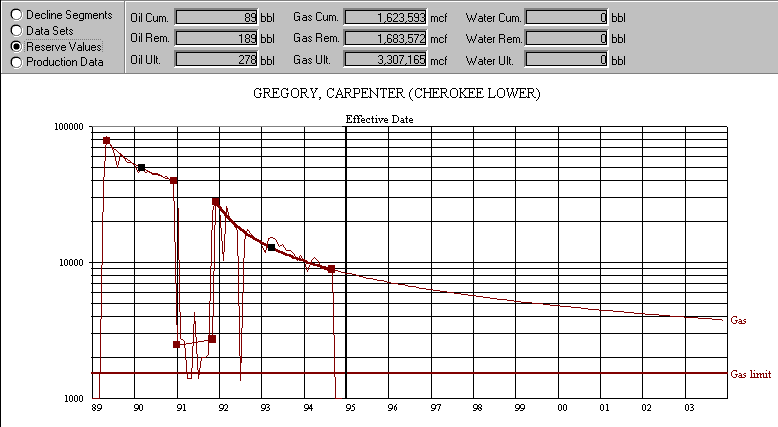 Decline Segments
Data Sets
Reserve Values
Production Data
Oil Cum. 89 bbl Gas Cum. 1,623,593 mcf Water Cum. 0 bbl
Oil Rem. 189 bbl Gas Rem. 1,683,572 mcf Water Rem. 0 bbl
Oil Ult. 278 bbl Gas Ult. 3,307,165 mcf Water Ult. 0 bbl
GREGORY, CARPENTER (CHEROKEE LOWER)
Effective Date
100000
10000
Gas
Gas limit
1000
89 90 91 92 93 94 95 96 97 98 99 00 01 02 03